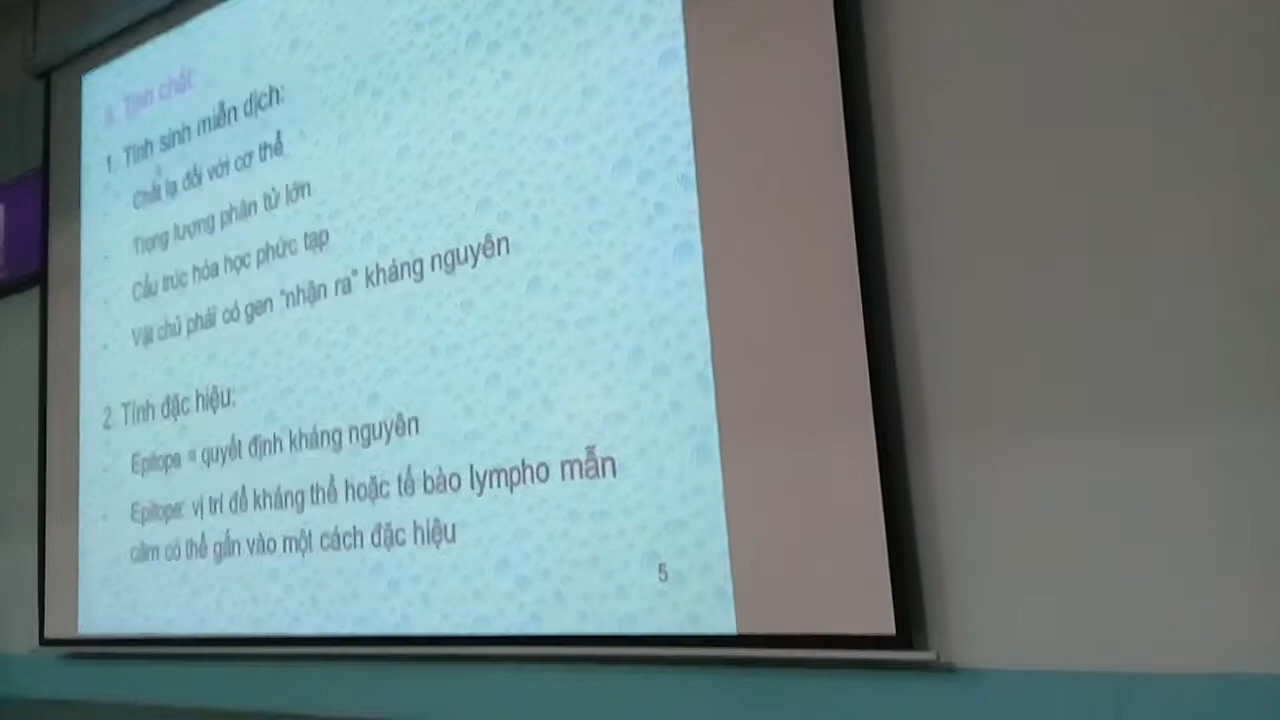 Tính chất:
1. Tính sinh miễn dịch:
- Chất lạ đối với cơ thể
- Trọng lượng phân tử lớn
- Cấu trúc hóa học phức tạp
- Vật chủ phải có gen "nhận ra" kháng nguyên
2. Tính đặc hiệu:
- Epitope = quyết định kháng nguyên
- Epitope: vị trí để kháng thể hoặc tế bào lympho mẫn
cảm có thể gắn vào một cách đặc hiệu
5